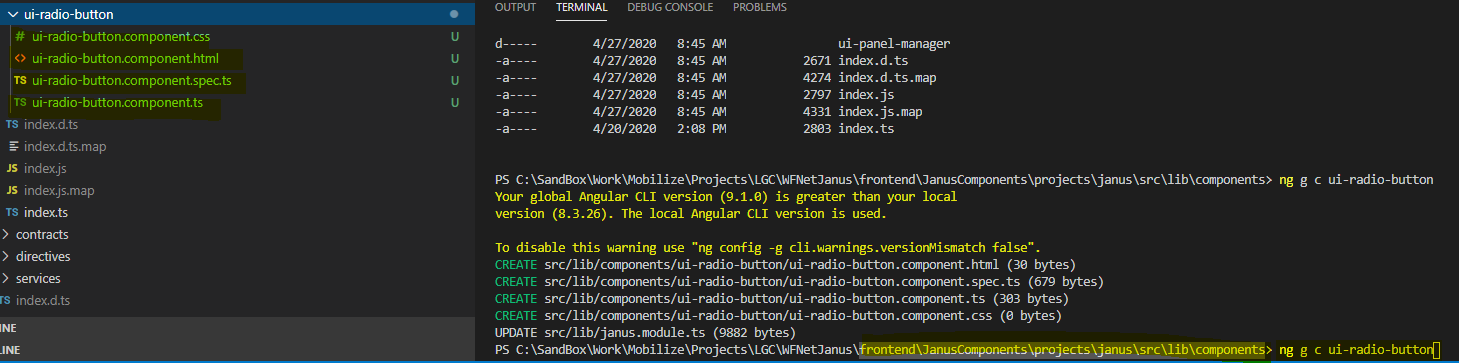 ui-radio-button
# ui-radio-button.component.css U
<> ui-radio-button.component.html U
TS ui-radio-button.component.spec.ts U
TS ui-radio-button.component.ts U
TS index.d.ts
index.d.ts.map
JS index.js
JS index.js.map
TS index.ts
contracts
directives
services
TS index.d.ts
INE
LINE
OUTPUT TERMINAL DEBUG CONSOLE PROBLEMS
d----- 4/27/2020 8:45 AM ui-panel-manager
-a---- 4/27/2020 8:45 AM 2671 index.d.ts
-a---- 4/27/2020 8:45 AM 4274 index.d.ts.map
-a---- 4/27/2020 8:45 AM 2797 index.js
-a---- 4/27/2020 8:45 AM 4331 index.js.map
-a---- 4/20/2020 2:08 PM 2803 index.ts
PS C:\SandBox\Work\Mobilize\Projects\LGC\WFNetJanus\frontend\JanusComponents\projects\janus\src\lib\components> ng g c ui-radio-button
Your global Angular CLI version (9.1.0) is greater than your local
version (8.3.26). The local Angular CLI version is used.
To disable this warning use "ng config -g cli.warnings.versionMismatch false".
CREATE src/lib/components/ui-radio-button/ui-radio-button.component.html (30 bytes)
CREATE src/lib/components/ui-radio-button/ui-radio-button.component.spec.ts (679 bytes)
CREATE src/lib/components/ui-radio-button/ui-radio-button.component.ts (303 bytes)
CREATE src/lib/components/ui-radio-button/ui-radio-button.component.css (0 bytes)
UPDATE src/lib/janus.module.ts (9882 bytes)
PS C:\SandBox\Work\Mobilize\Projects\LGC\WFNetJanus\frontend\JanusComponents\projects\janus\src\lib\components> ng g c ui-radio-button